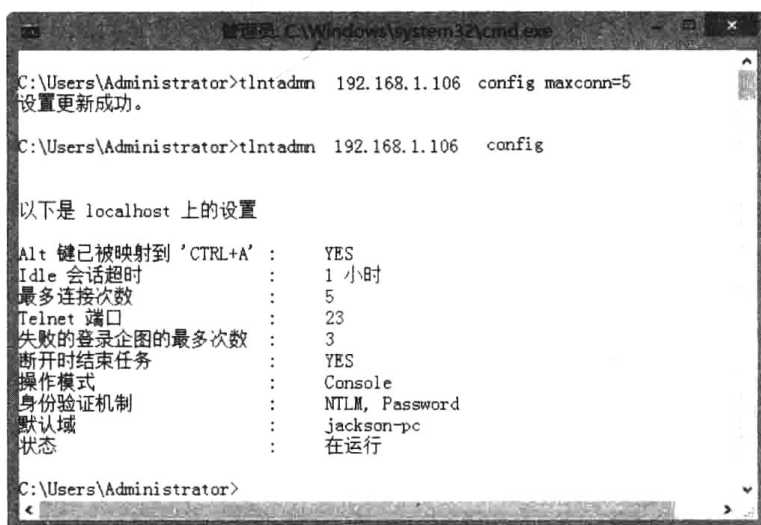 管理员: C:\Windows\system32\cmd.exe
C:\Users\Administrator>tlntadmn 192.168.1.106 config maxconn=5
设置更新成功。
C:\Users\Administrator>tlntadmn 192.168.1.106 config
以下是 localhost 上的设置
Alt 键已被映射到 'CTRL+A' : YES
Idle 会话超时 : 1 小时
最多连接次数 : 5
Telnet 端口 : 23
失败的登录企图的最多次数 : 3
断开时结束任务 : YES
操作模式 : Console
身份验证机制 : NTLM, Password
默认域 : jackson-pc
状态 : 在运行
C:\Users\Administrator>